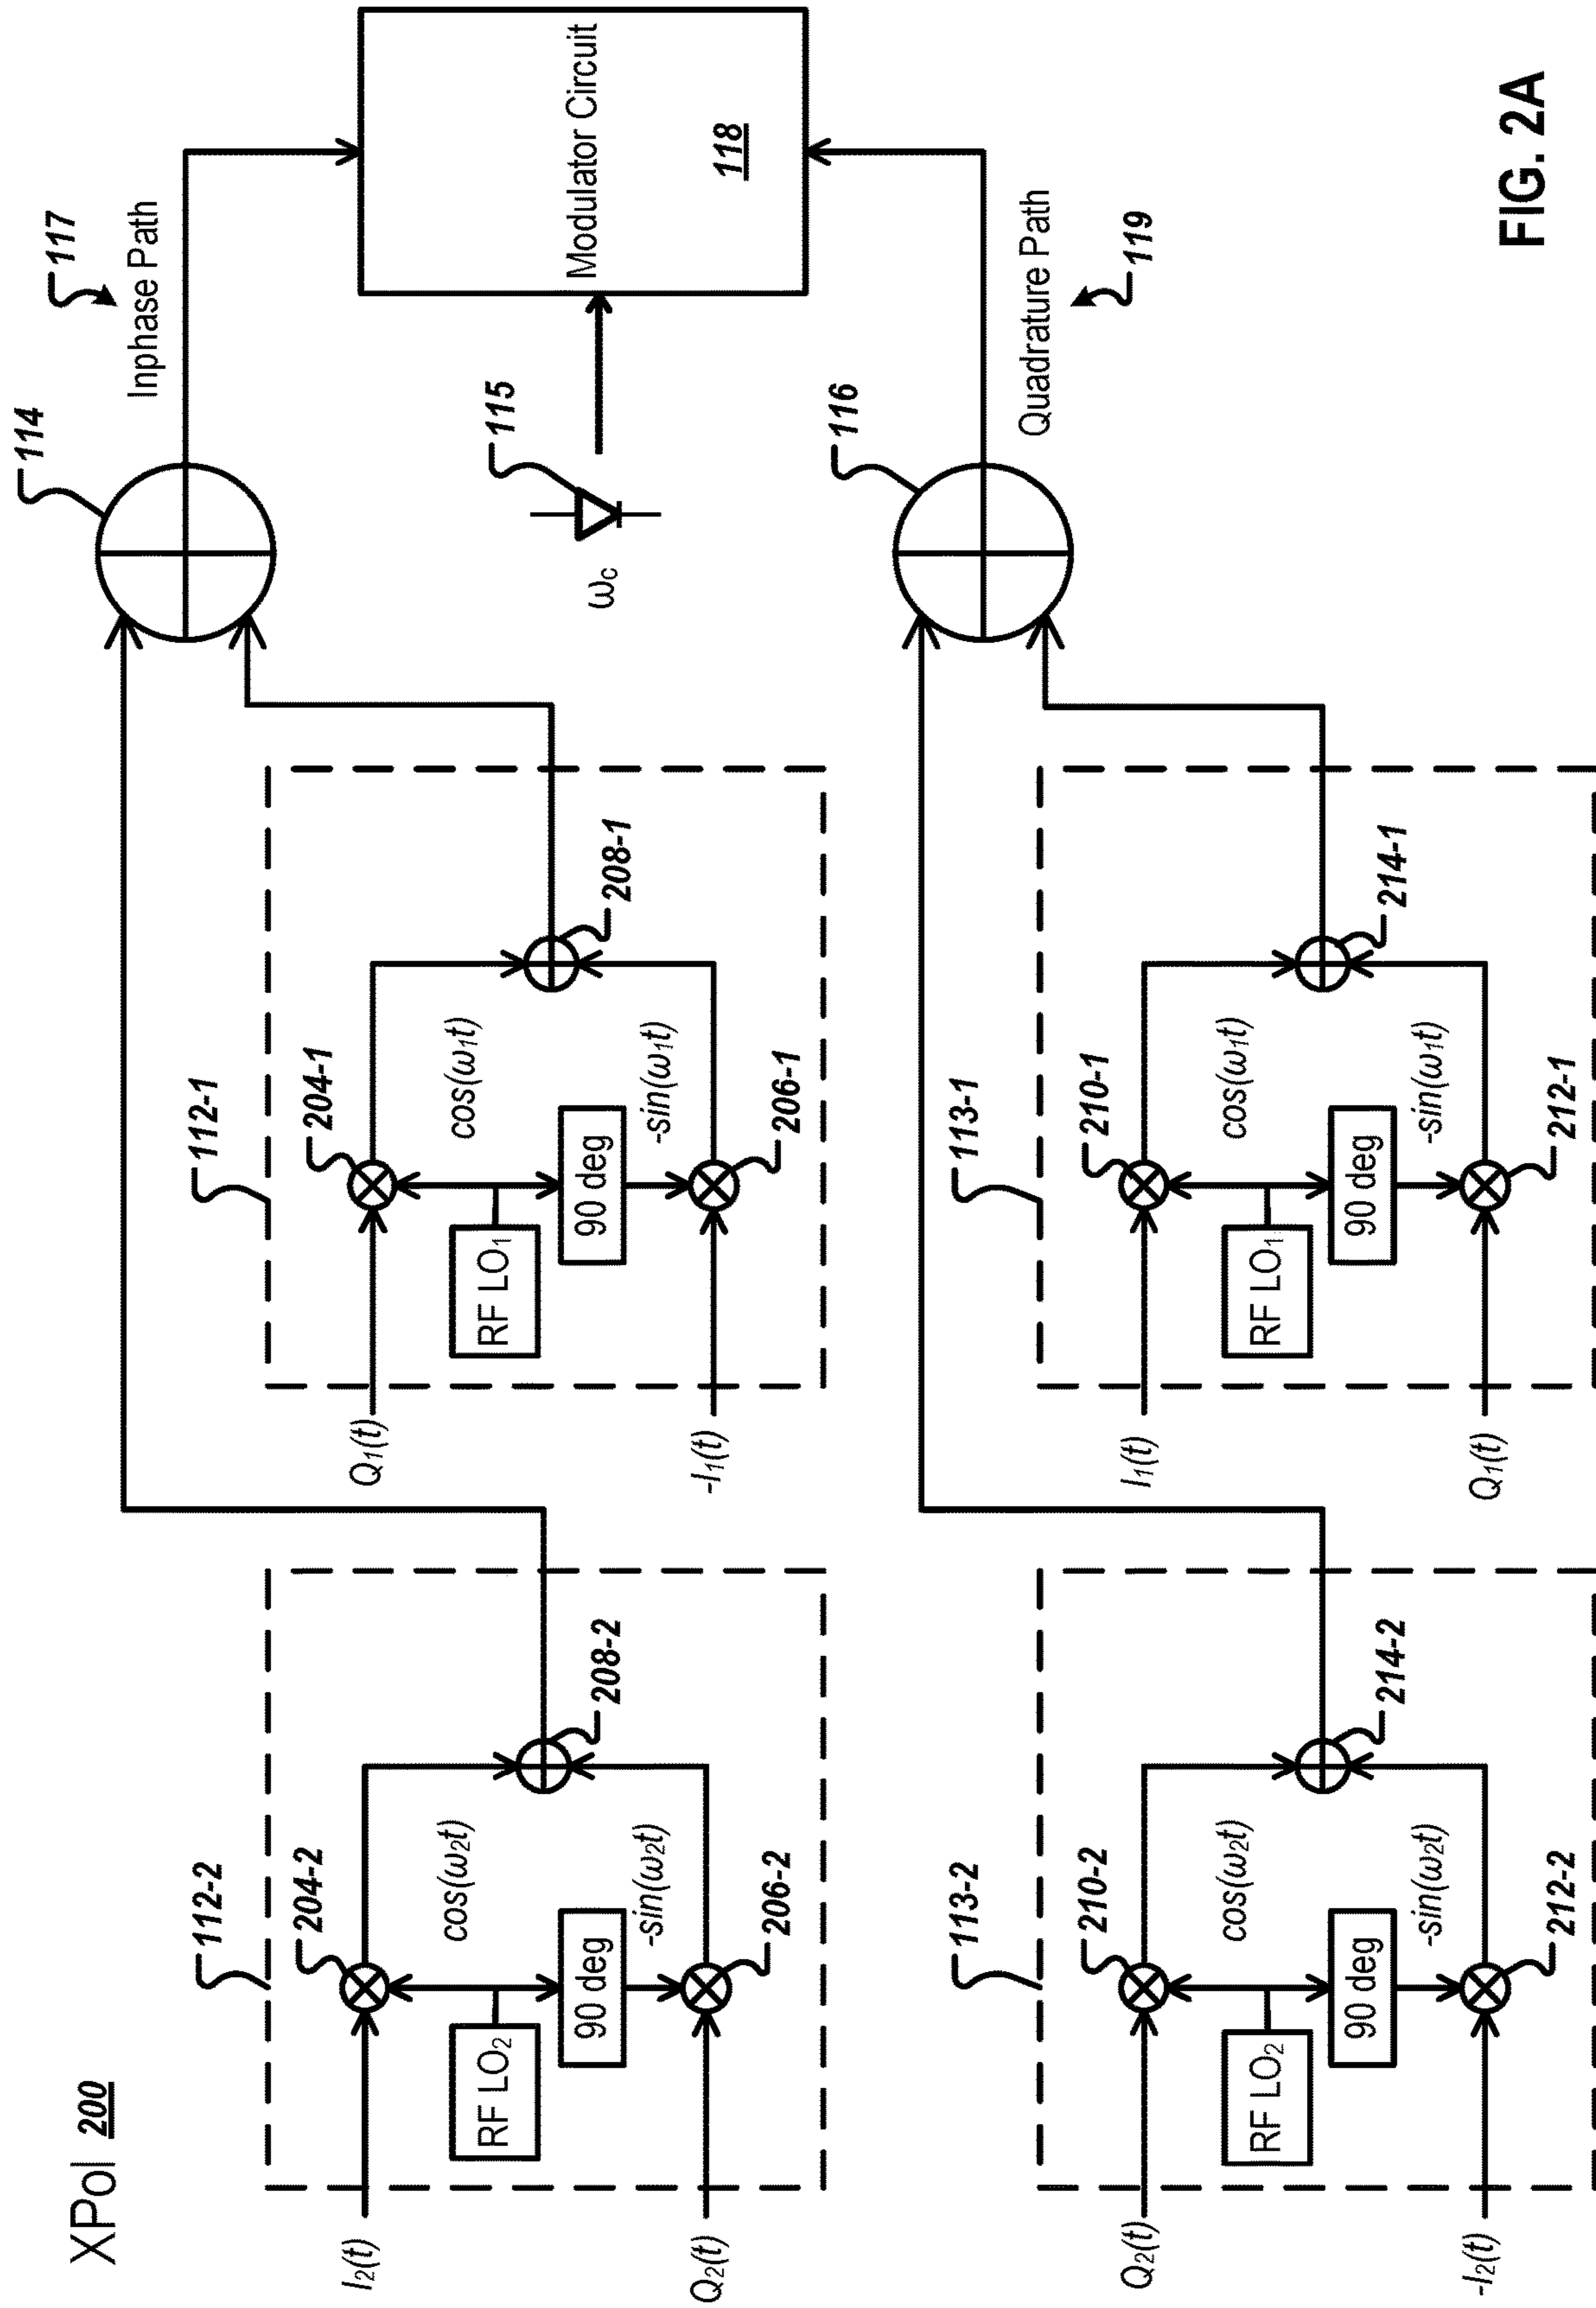 XPol 200
112-2
I2(t)
204-2
cos(ω2t)
RF LO2
90 deg
-sin(ω2t)
Q2(t)
206-2
208-2
112-1
Q1(t)
204-1
cos(ω1t)
RF LO1
90 deg
-sin(ω1t)
-I1(t)
206-1
208-1
114
117
Inphase Path
115
ωc
Modulator Circuit
118
113-2
Q2(t)
210-2
cos(ω2t)
RF LO2
90 deg
-sin(ω2t)
-I2(t)
212-2
214-2
113-1
I1(t)
210-1
cos(ω1t)
RF LO1
90 deg
-sin(ω1t)
Q1(t)
212-1
214-1
116
Quadrature Path
119
FIG. 2A